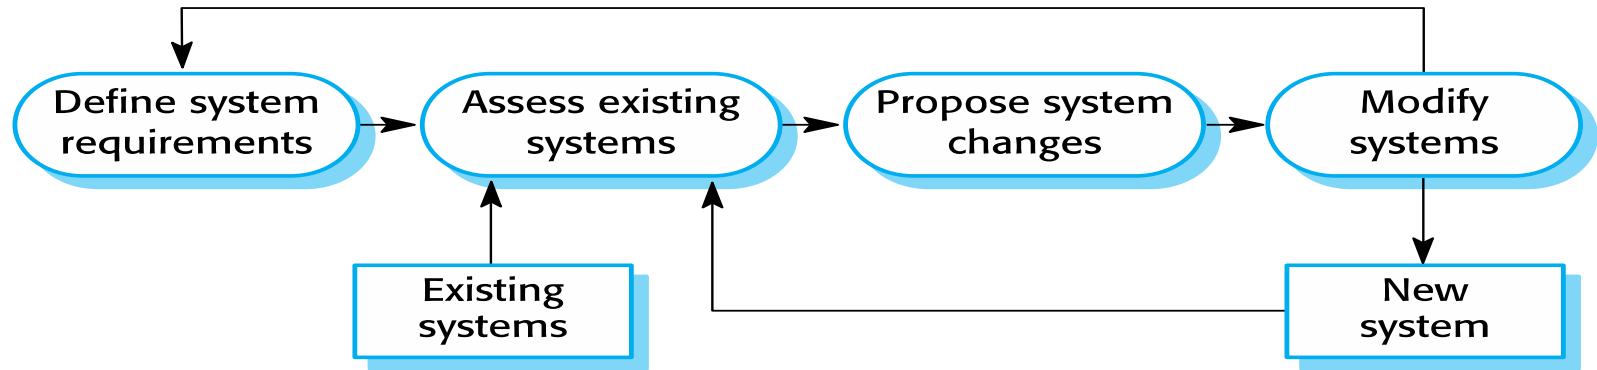 Define system
requirements
Assess existing
systems
Propose system
changes
Modify
systems
Existing
systems
New
system